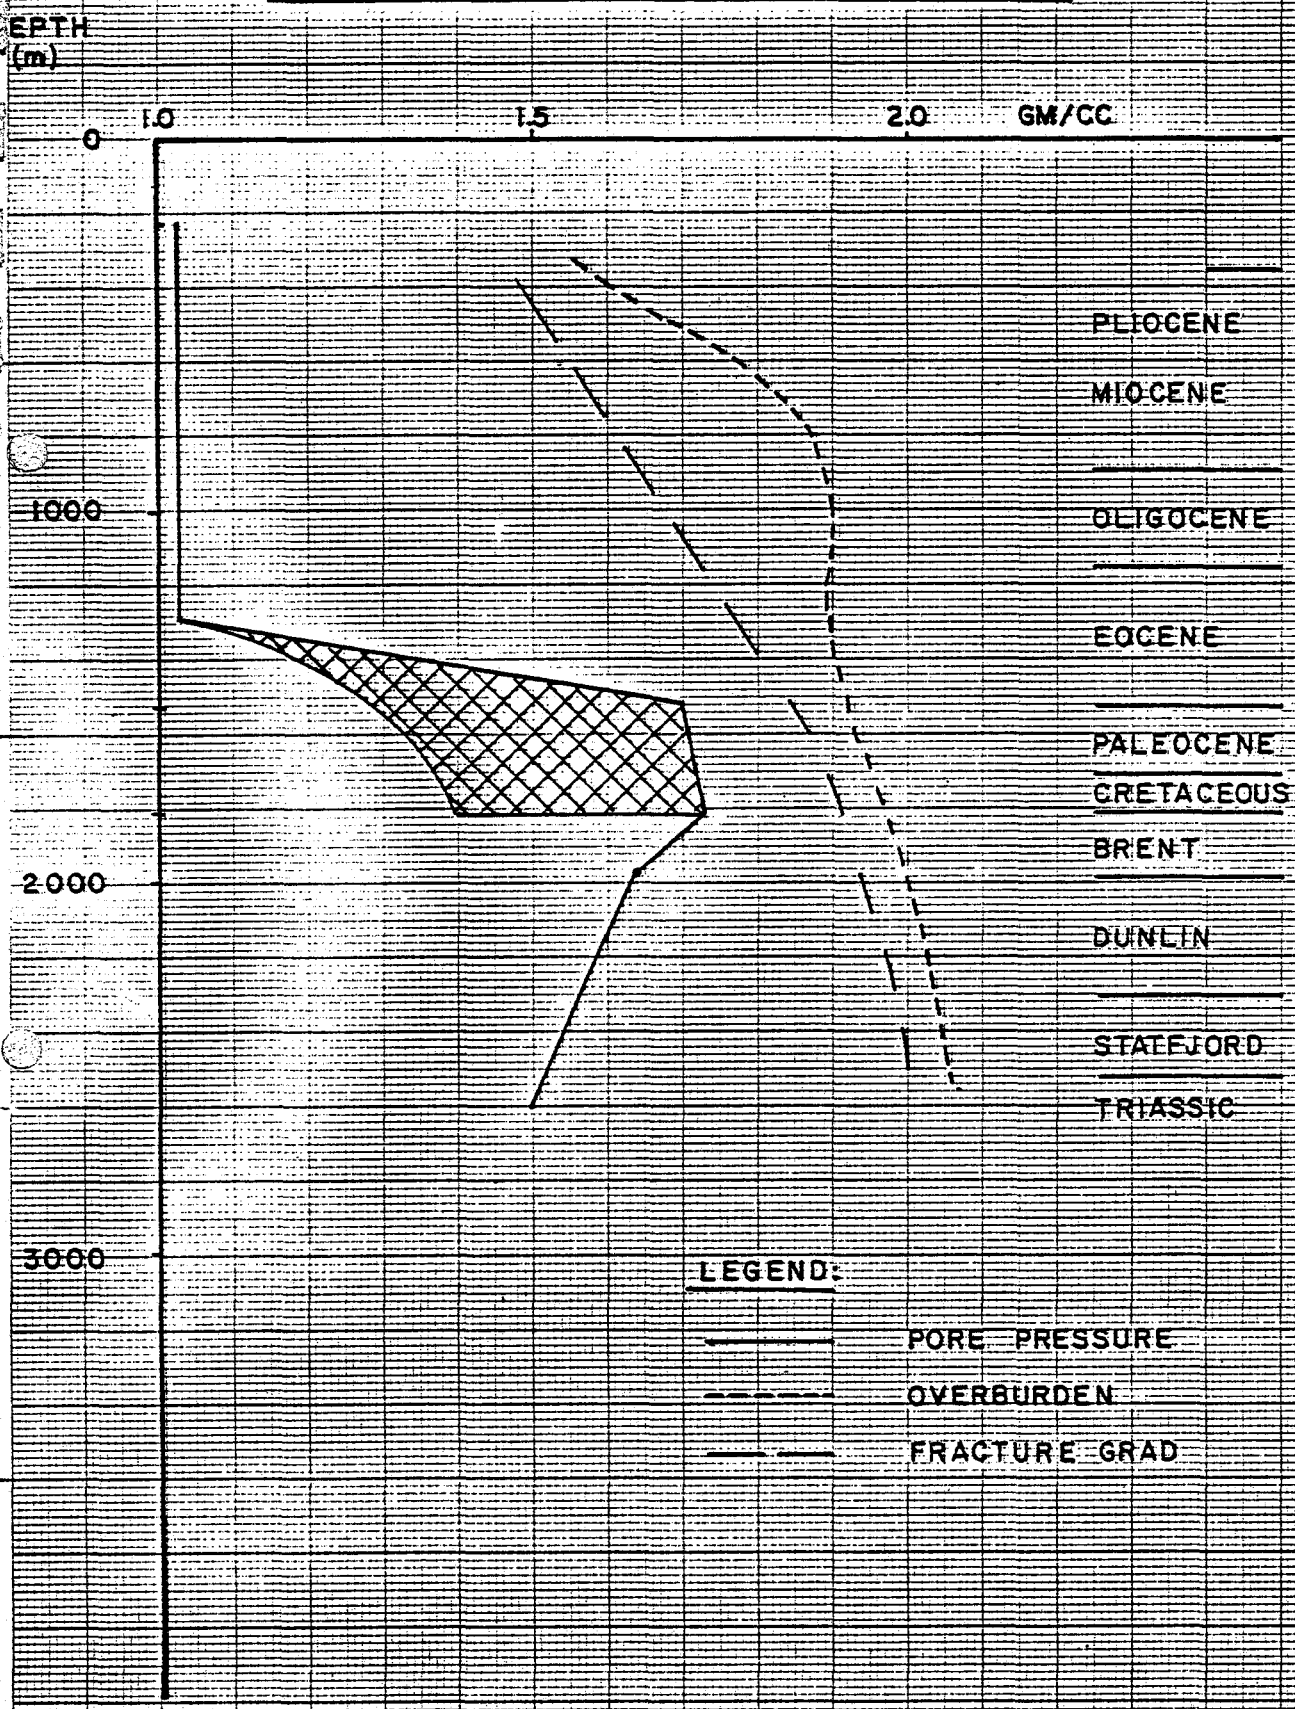 EPTH
(m)
1.0 1.5 2.0 GM/CC
0
PLIOCENE
MIOCENE
1000
OLIGOCENE
EOCENE
PALEOCENE
CRETACEOUS
BRENT
2000
DUNLIN
STATFJORD
TRIASSIC
3000
LEGEND:
PORE PRESSURE
OVERBURDEN
FRACTURE GRAD